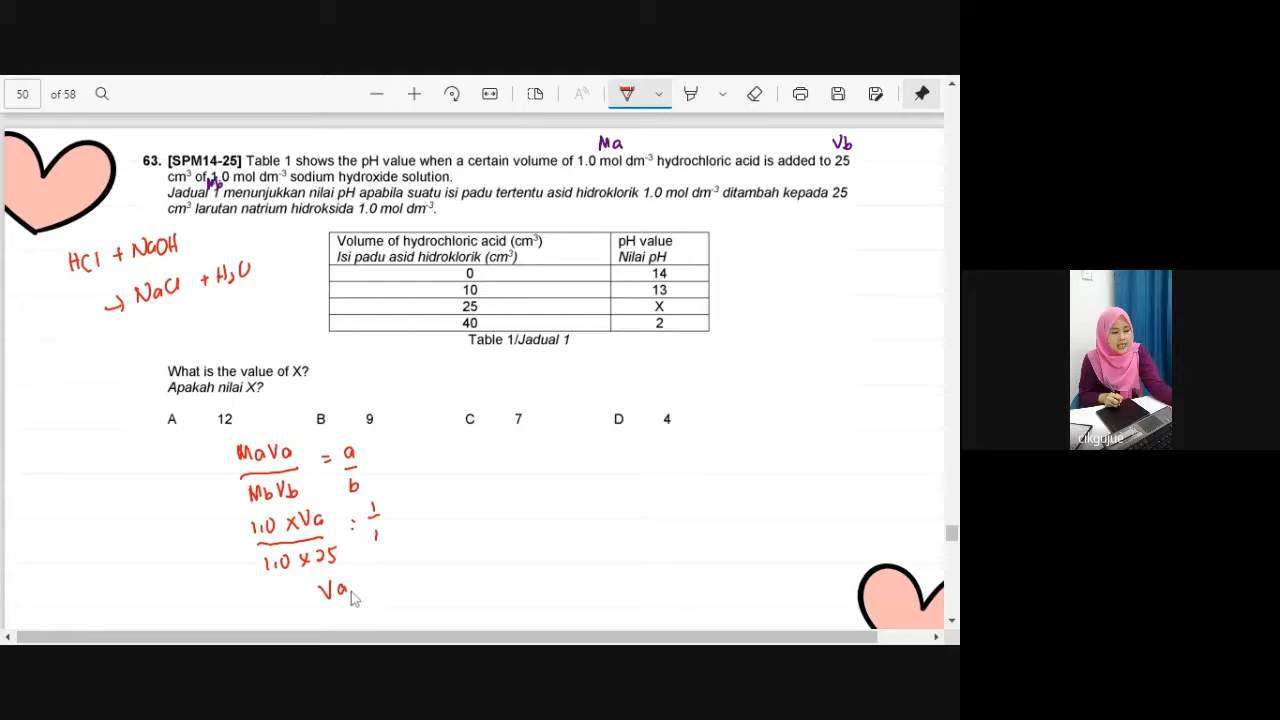 50 of 58
Ma Vb
63. [SPM14-25] Table 1 shows the pH value when a certain volume of 1.0 mol dm⁻³ hydrochloric acid is added to 25
cm³ of 1.0 mol dm⁻³ sodium hydroxide solution.
Mb
Jadual 1 menunjukkan nilai pH apabila suatu isi padu tertentu asid hidroklorik 1.0 mol dm⁻³ ditambah kepada 25
cm³ larutan natrium hidroksida 1.0 mol dm⁻³.
HCl + NaOH
→ NaCl + H₂O
Volume of hydrochloric acid (cm³) pH value
Isi padu asid hidroklorik (cm³) Nilai pH
0 14
10 13
25 X
40 2
Table 1/Jadual 1
What is the value of X?
Apakah nilai X?
A 12 B 9 C 7 D 4
MaVa = a
MbVb b
1.0 x Va : 1
1.0 x 25 1
Va
cikgujue